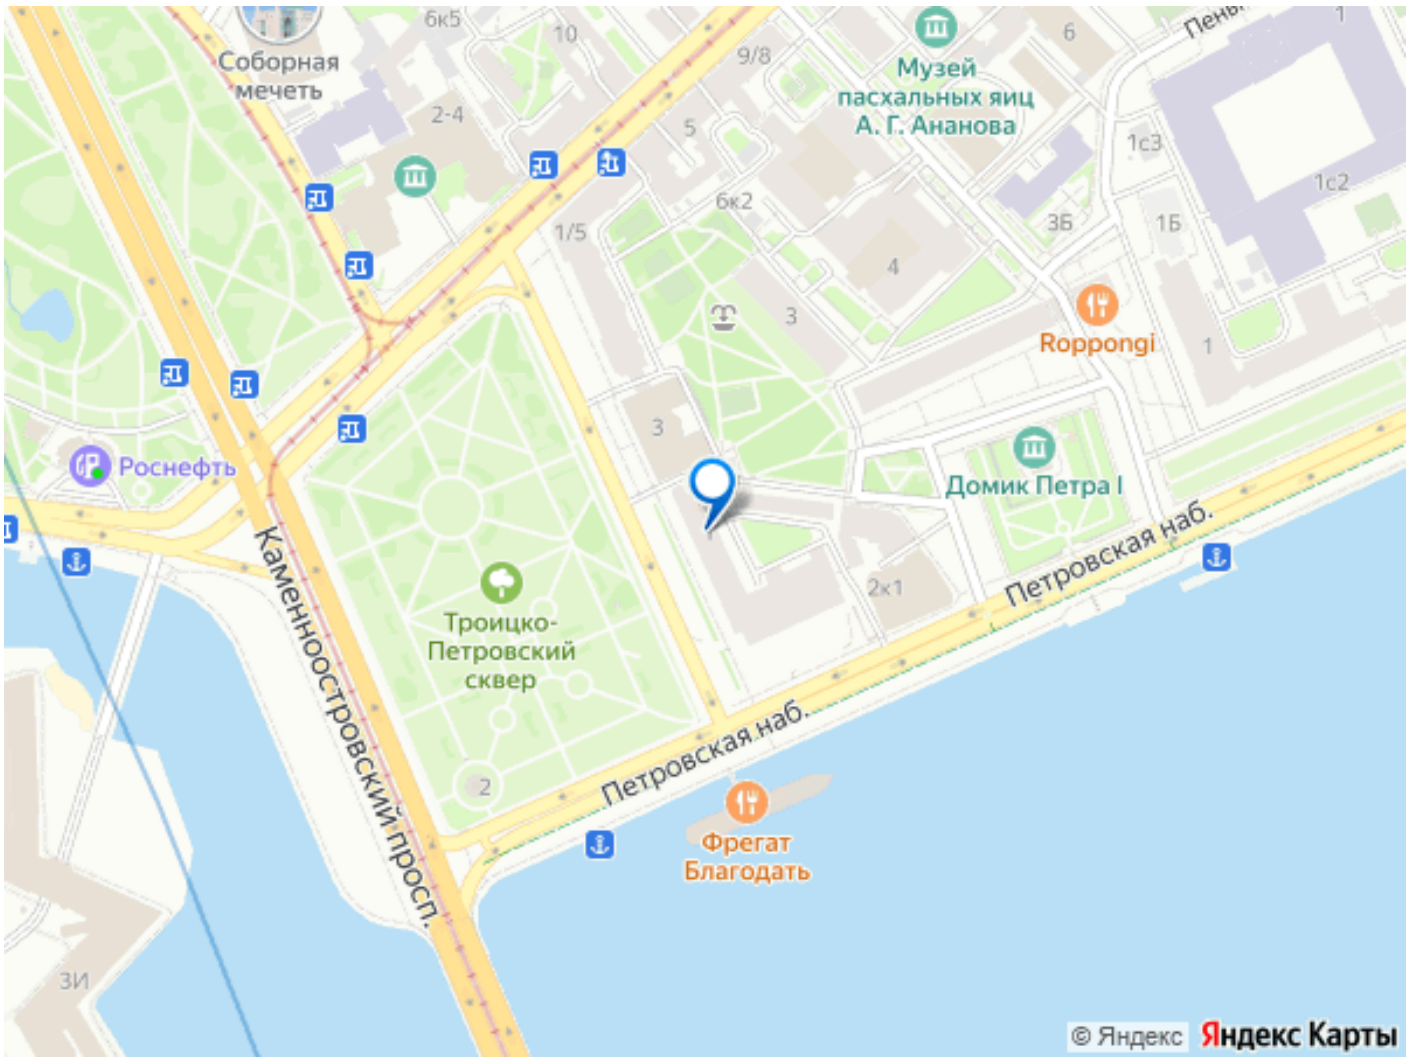 6к5
10
9/8
6
1
Пены
Соборная
мечеть
Музей
пасхальных яиц
А. Г. Ананова
2-4
5
1с3
1с2
6к2
3Б
1Б
1/5
4
3
Roppongi
1
3
Роснефть
Домик Петра I
Петровская наб.
Каменноостровский просп.
2к1
Троицко-
Петровский
сквер
Петровская наб.
2
Фрегат
Благодать
3И
© Яндекс Яндекс Карты